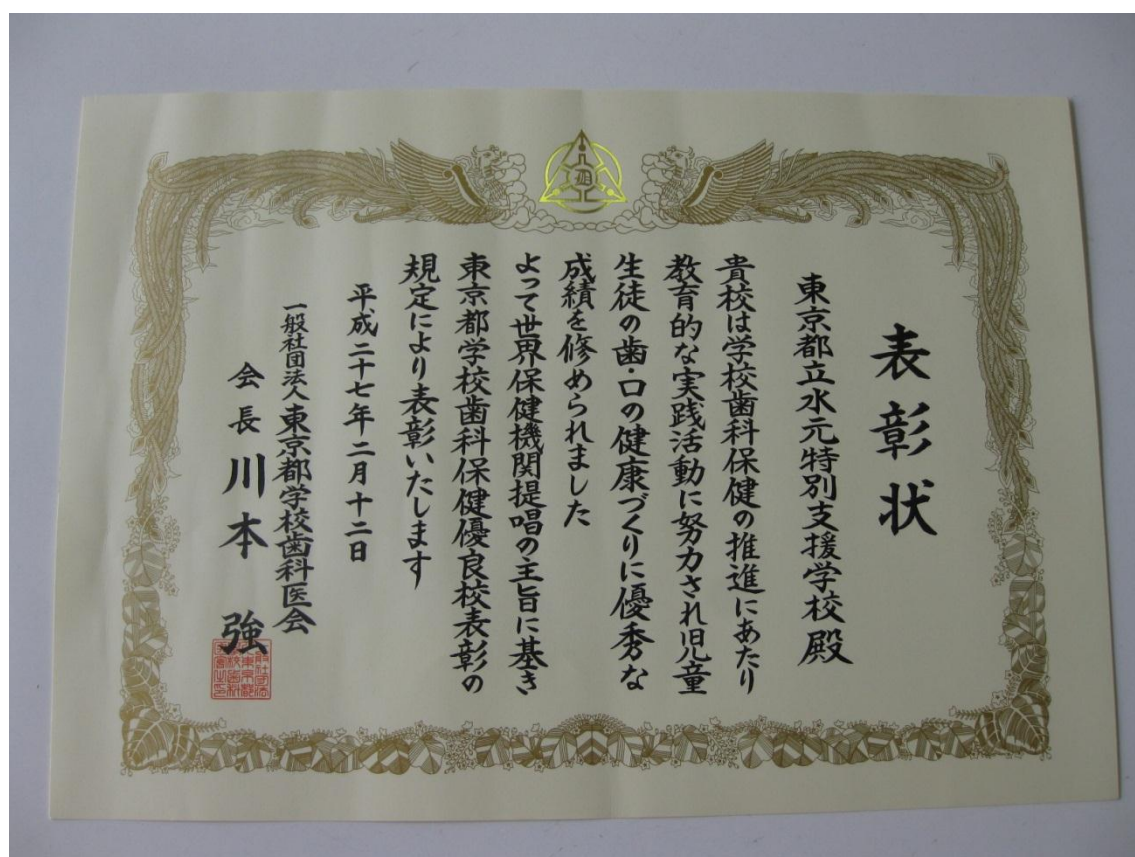 表彰状
東京都立水元特別支援学校 殿
貴校は学校歯科保健の推進にあたり
教育的な実践活動に努力され児童
生徒の歯・口の健康づくりに優秀な
成績を修められました
よって世界保健機関提唱の主旨に基き
東京都学校歯科保健優良校表彰の
規定により表彰いたします
平成二十七年二月十二日
一般社団法人東京都学校歯科医会
会長 川本 強